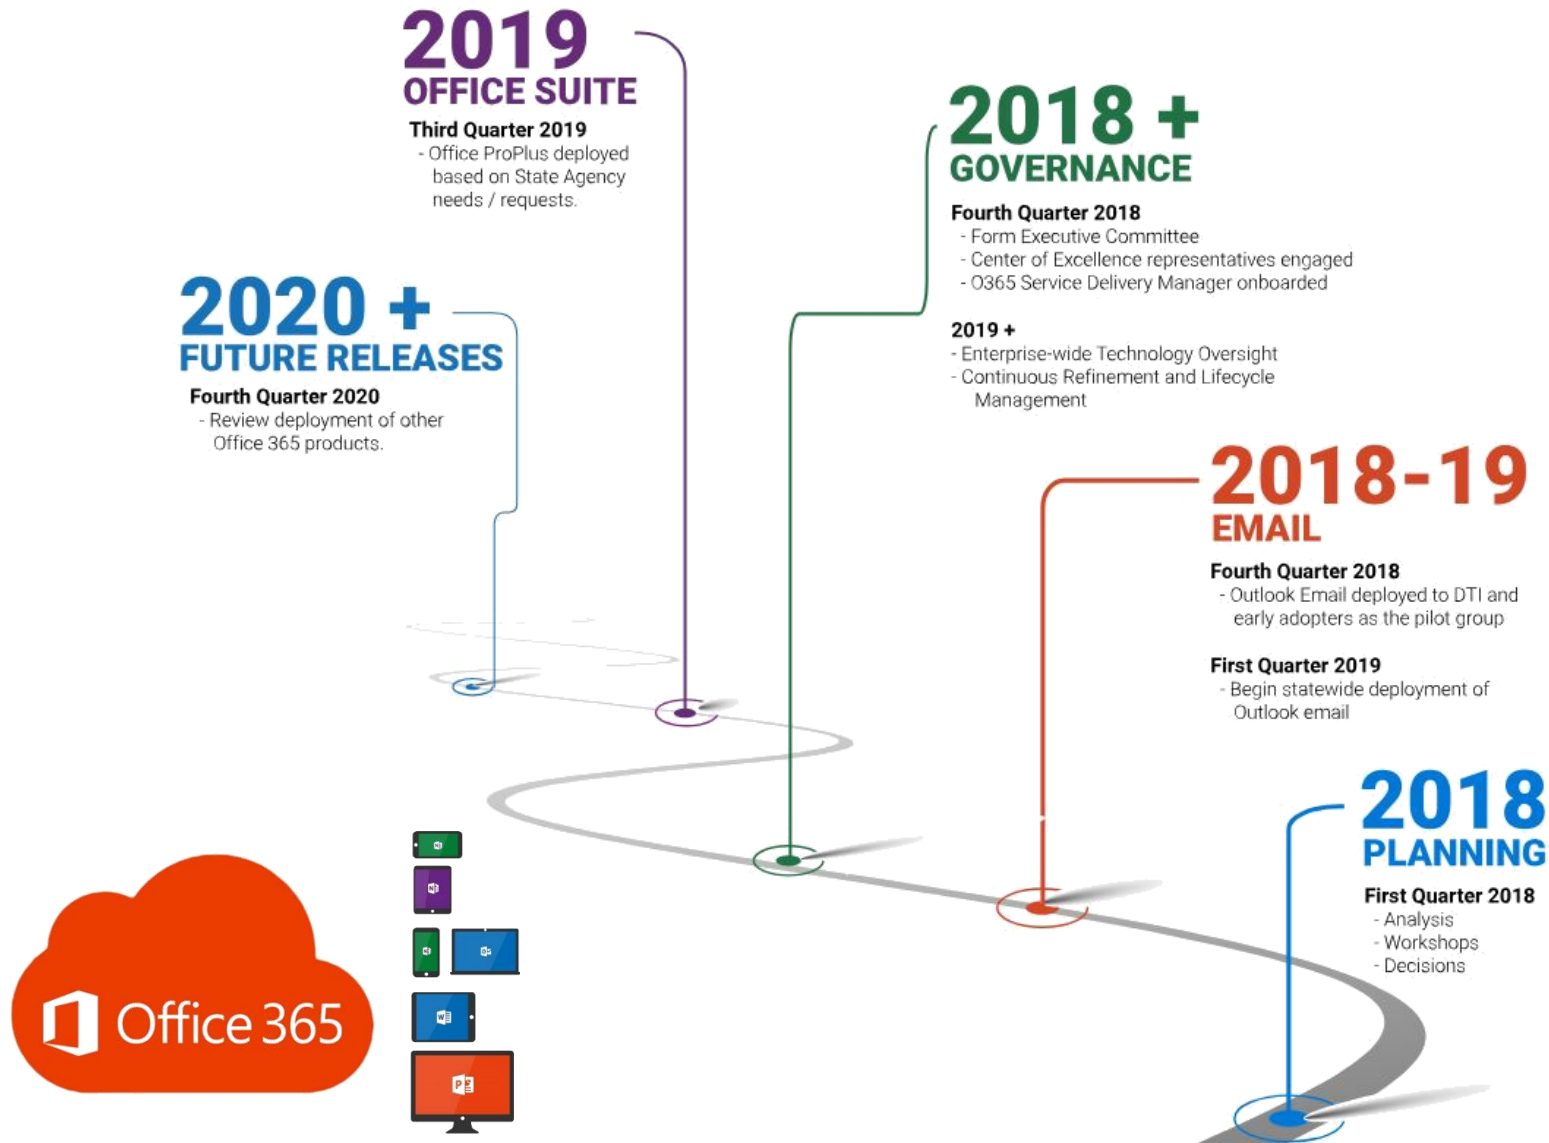 2019
OFFICE SUITE
Third Quarter 2019
- Office ProPlus deployed
based on State Agency
needs / requests.
2018 +
GOVERNANCE
Fourth Quarter 2018
- Form Executive Committee
- Center of Excellence representatives engaged
- O365 Service Delivery Manager onboarded
2019 +
- Enterprise-wide Technology Oversight
- Continuous Refinement and Lifecycle
Management
2020 +
FUTURE RELEASES
Fourth Quarter 2020
- Review deployment of other
Office 365 products.
2018-19
EMAIL
Fourth Quarter 2018
- Outlook Email deployed to DTI and
early adopters as the pilot group
First Quarter 2019
- Begin statewide deployment of
Outlook email
2018
PLANNING
First Quarter 2018
- Analysis
- Workshops
- Decisions
Office 365